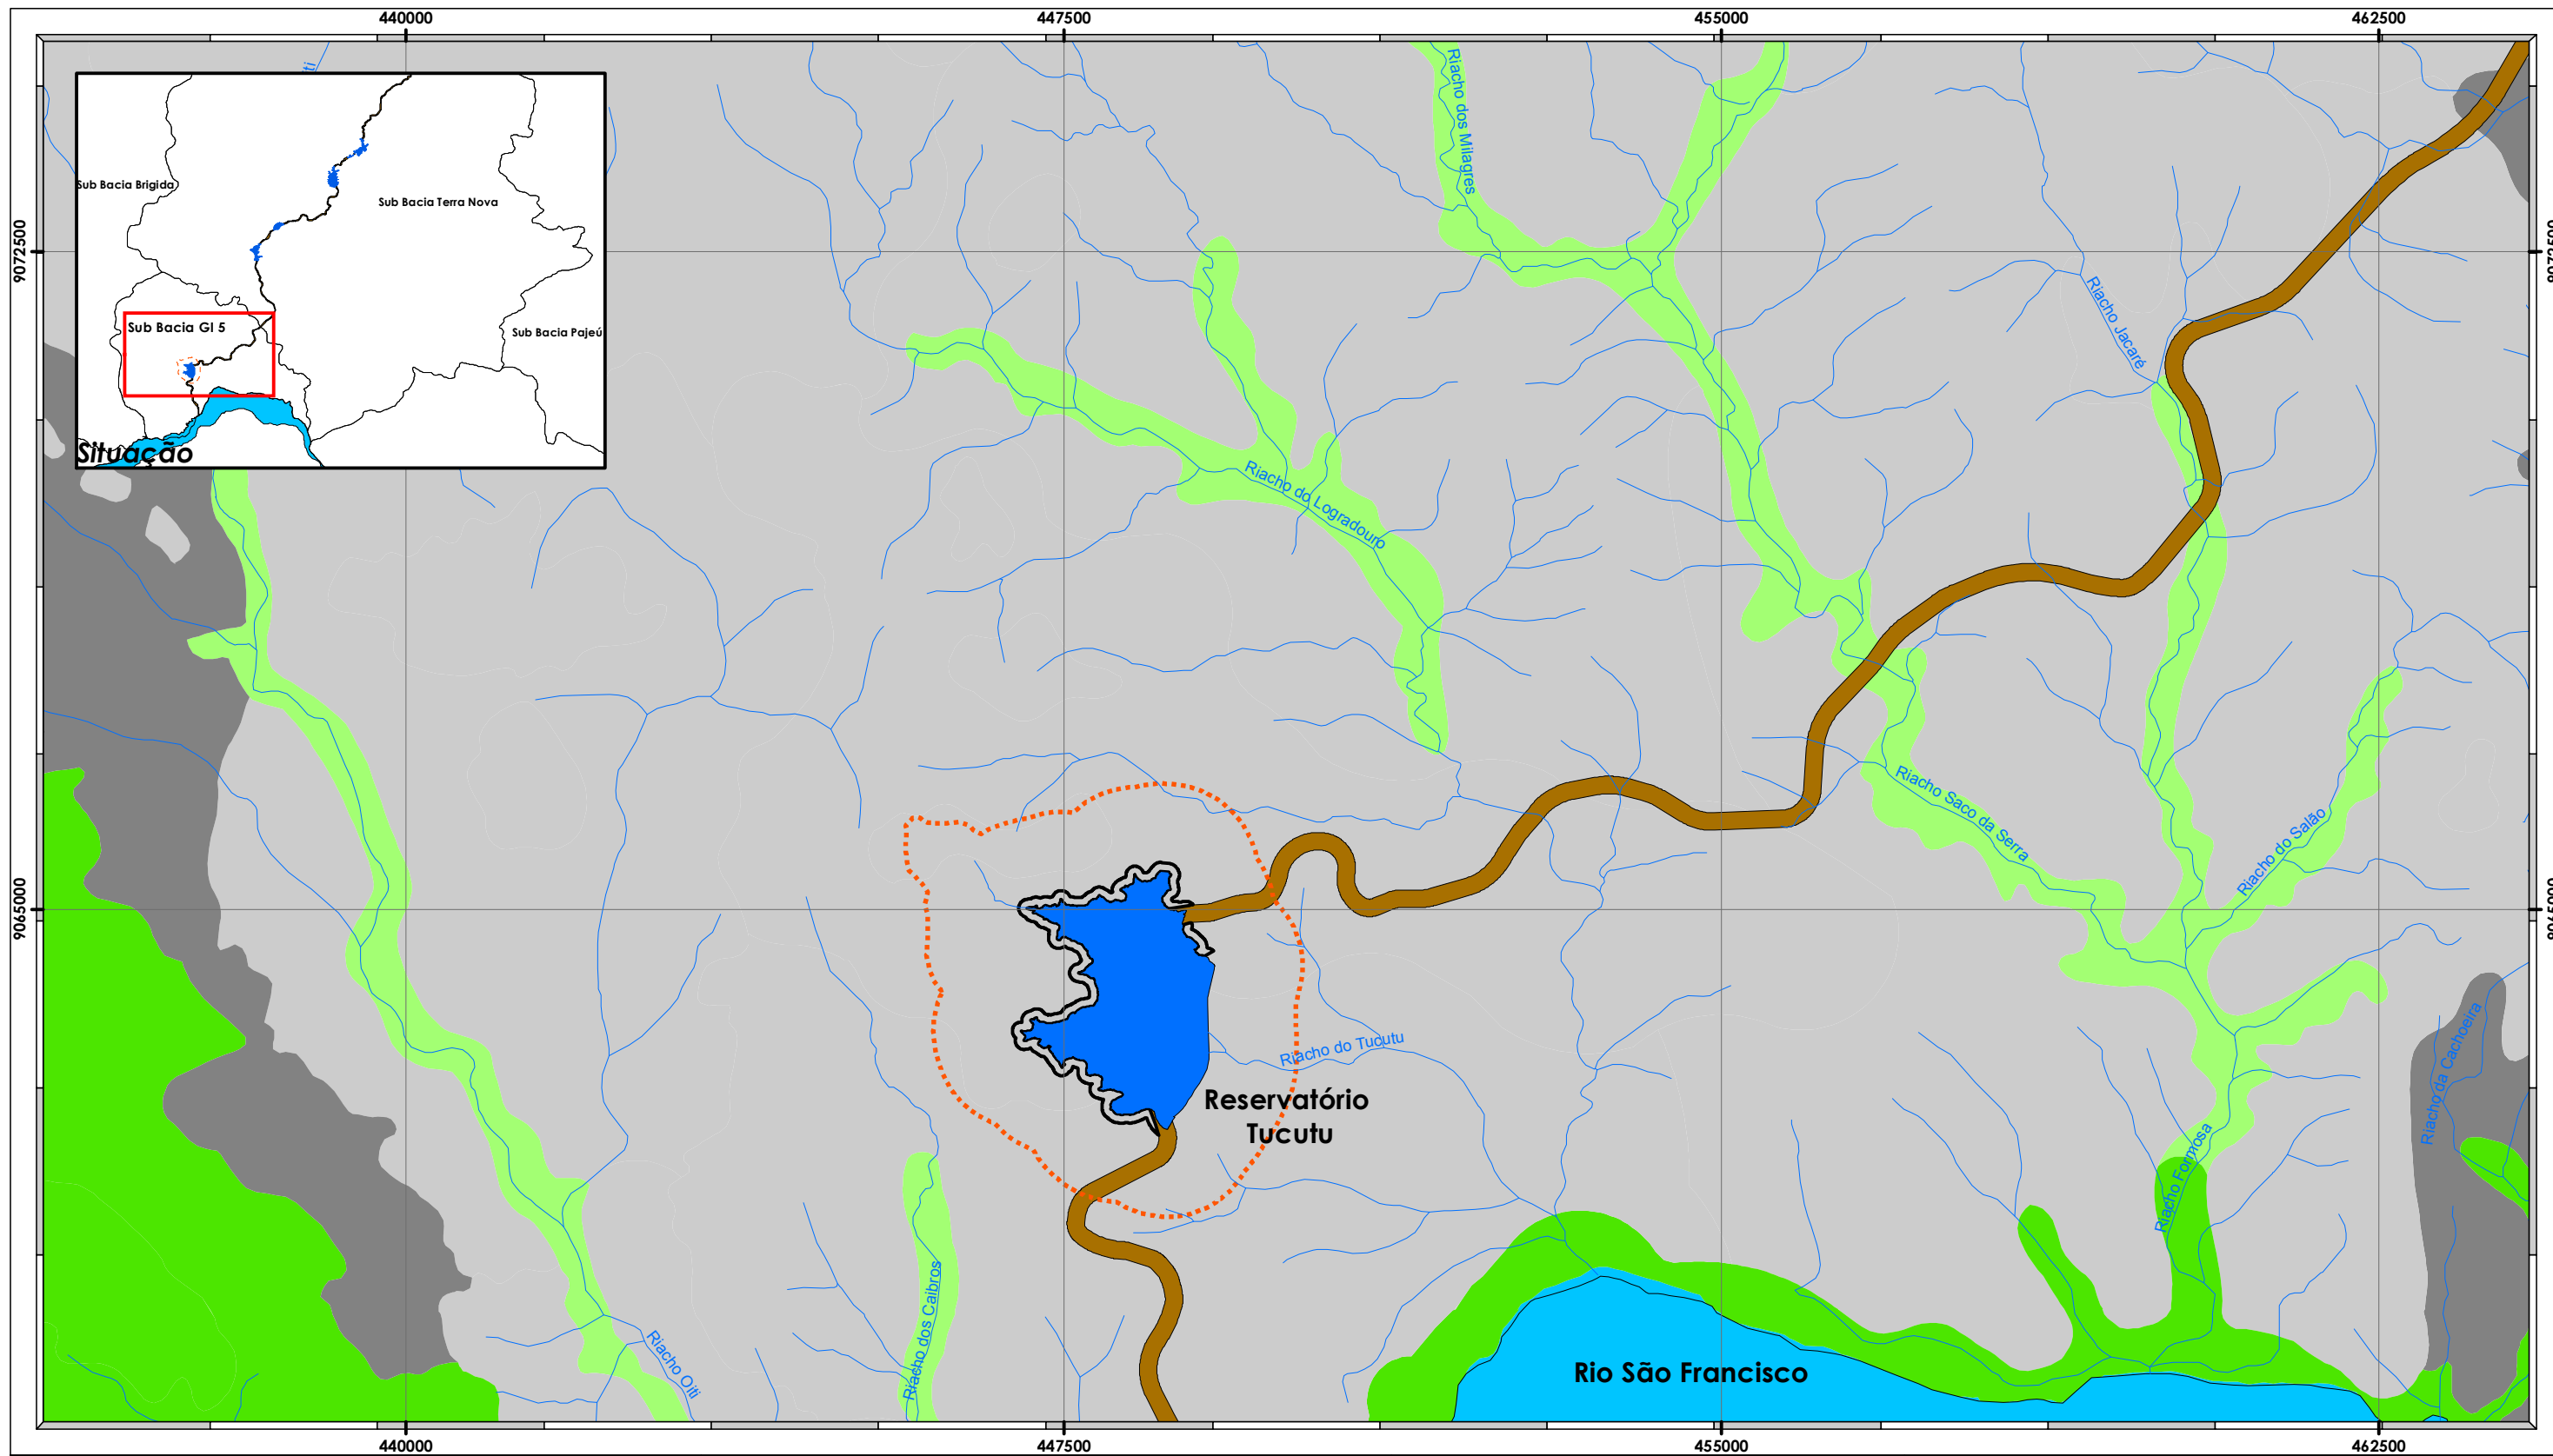 440000
447500
455000
462500
9072500
9072500
9065000
9065000
iti
Sub Bacia Brigida
Sub Bacia Terra Nova
Sub Bacia GI 5
Sub Bacia Pajeú
Situação
Riacho dos Milagres
Riacho Jacaré
Riacho do Logradouro
Riacho Saco da Serra
Riacho do Salão
Riacho do Tucutu
Riacho da Cachoeira
Reservatório
Tucutu
Riacho Formosa
Riacho dos Caibros
Riacho Oiti
Rio São Francisco
440000
447500
455000
462500